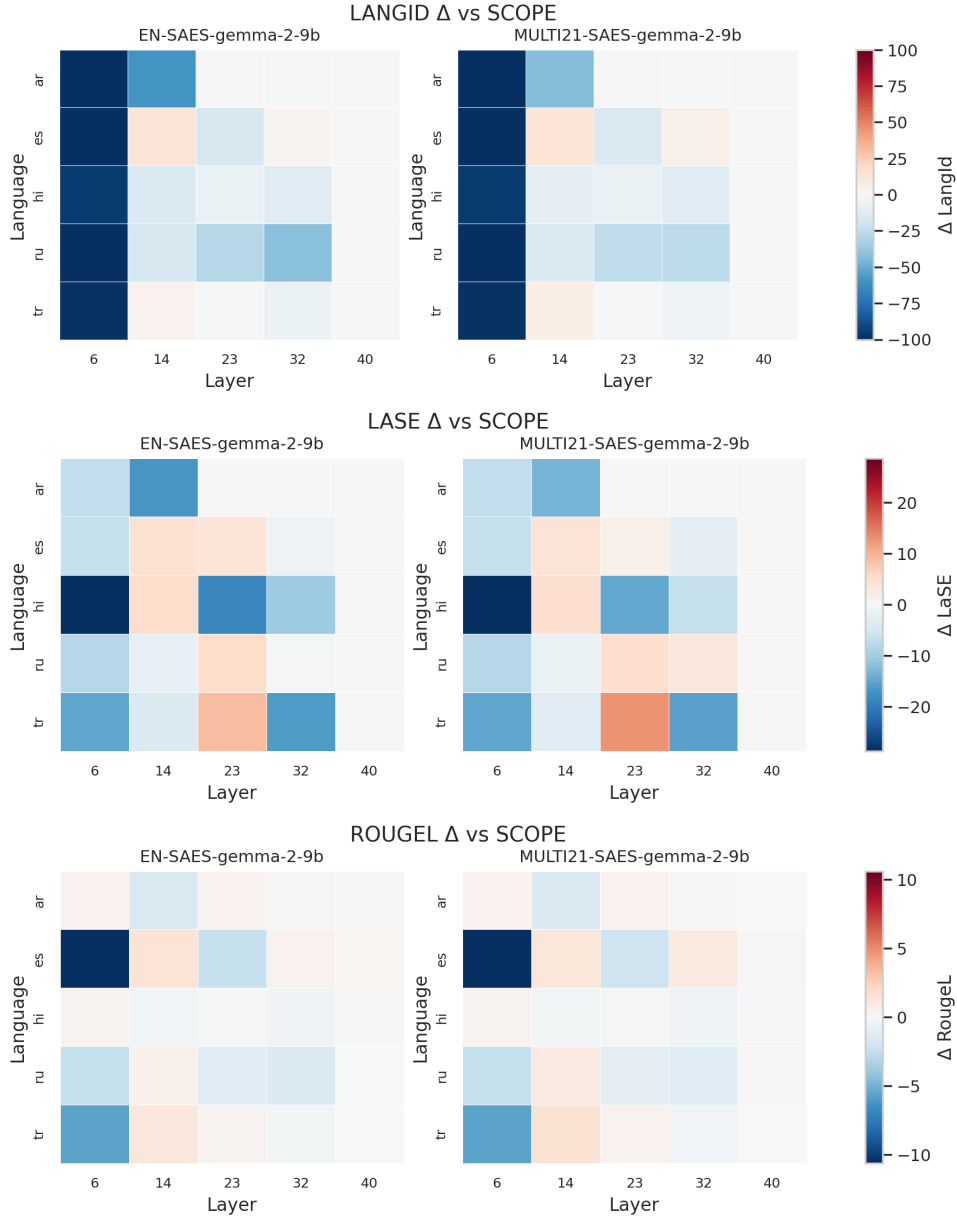 LANGID Δ vs SCOPE
EN-SAES-gemma-2-9b
MULTI21-SAES-gemma-2-9b
Language
ar
es
hi
ru
tr
6 14 23 32 40
Layer
Language
ar
es
hi
ru
tr
6 14 23 32 40
Layer
100
75
50
25
0
−25
−50
−75
−100
Δ LangId
LASE Δ vs SCOPE
EN-SAES-gemma-2-9b
MULTI21-SAES-gemma-2-9b
Language
ar
es
hi
ru
tr
6 14 23 32 40
Layer
Language
ar
es
hi
ru
tr
6 14 23 32 40
Layer
20
10
0
−10
−20
Δ LaSE
ROUGEL Δ vs SCOPE
EN-SAES-gemma-2-9b
MULTI21-SAES-gemma-2-9b
Language
ar
es
hi
ru
tr
6 14 23 32 40
Layer
Language
ar
es
hi
ru
tr
6 14 23 32 40
Layer
10
5
0
−5
−10
Δ RougeL